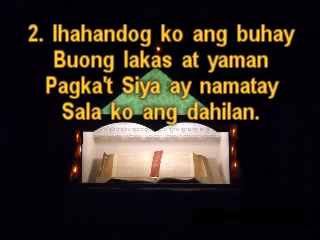 2. Ihahandog ko ang buhay
Buong lakas at yaman
Pagka't Siya ay namatay
Sala ko ang dahilan.